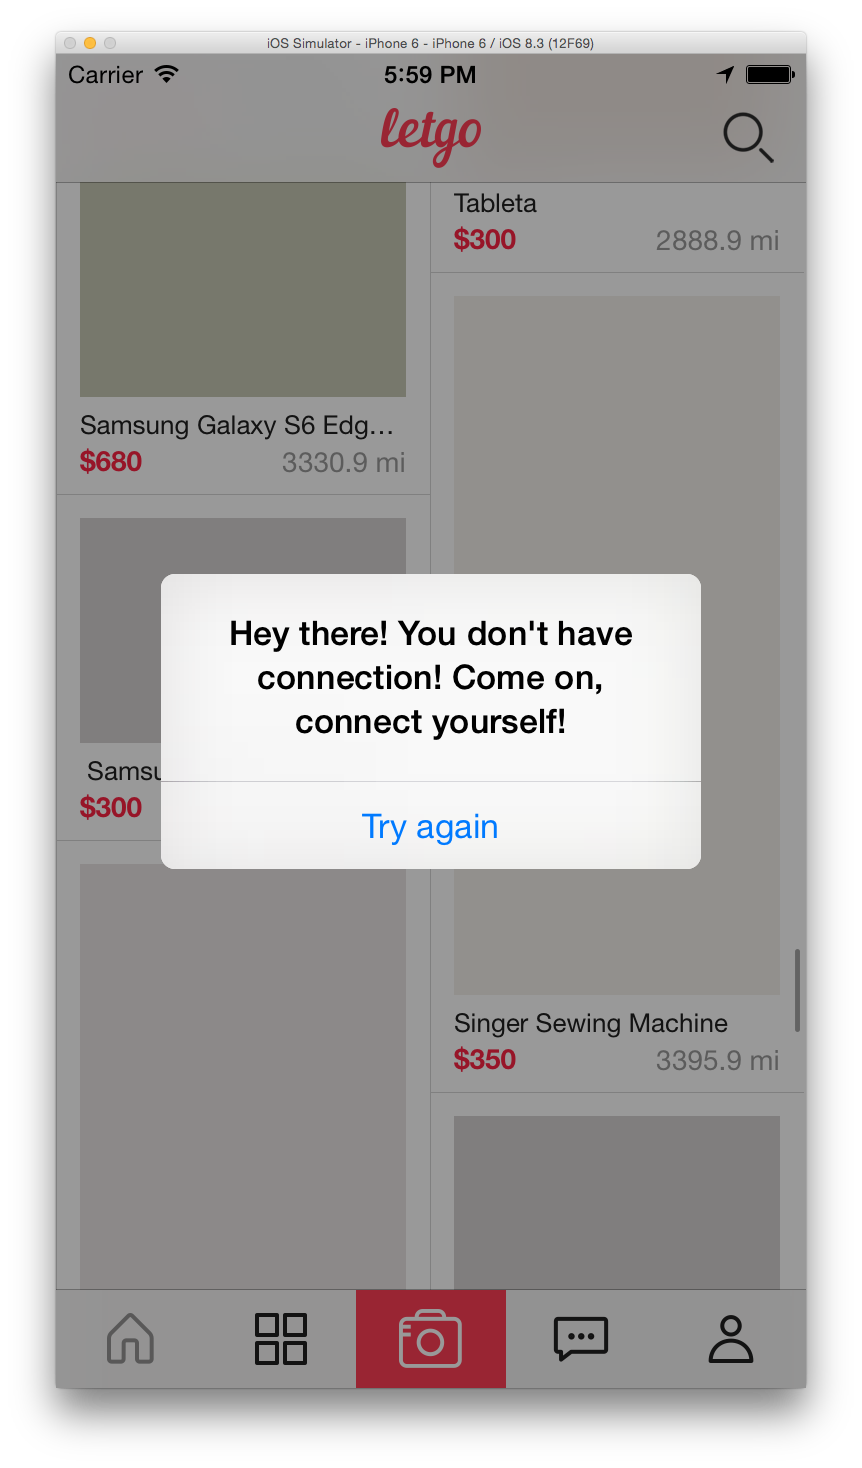 iOS Simulator - iPhone 6 - iPhone 6 / iOS 8.3 (12F69)
Carrier 5:59 PM
letgo
Tableta
$300 2888.9 mi
Samsung Galaxy S6 Edg...
$680 3330.9 mi
Hey there! You don't have
connection! Come on,
connect yourself!
Samsu
$300
Try again
Singer Sewing Machine
$350 3395.9 mi